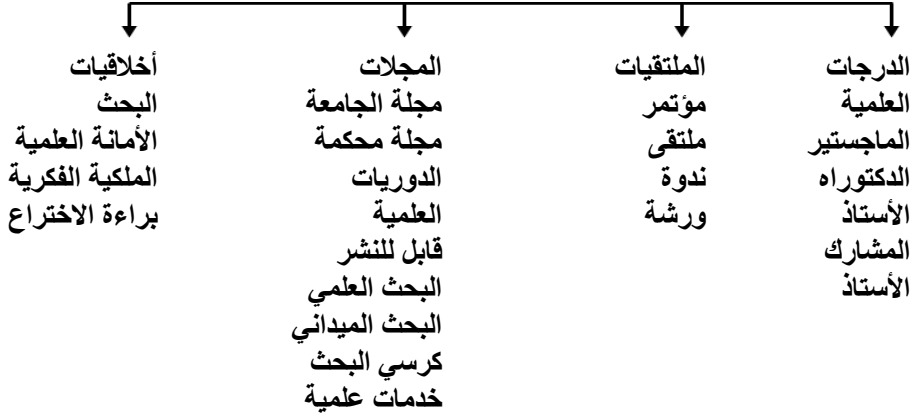 الدرجات
العلمية
الماجستير
الدكتوراه
الأستاذ
المشارك
الأستاذ
الملتقيات
مؤتمر
ملتقى
ندوة
ورشة
المجلات
مجلة الجامعة
مجلة محكمة
الدوريات
العلمية
قابل للنشر
البحث العلمي
البحث الميداني
كرسي البحث
خدمات علمية
أخلاقيات
البحث
الأمانة العلمية
الملكية الفكرية
براءة الاختراع